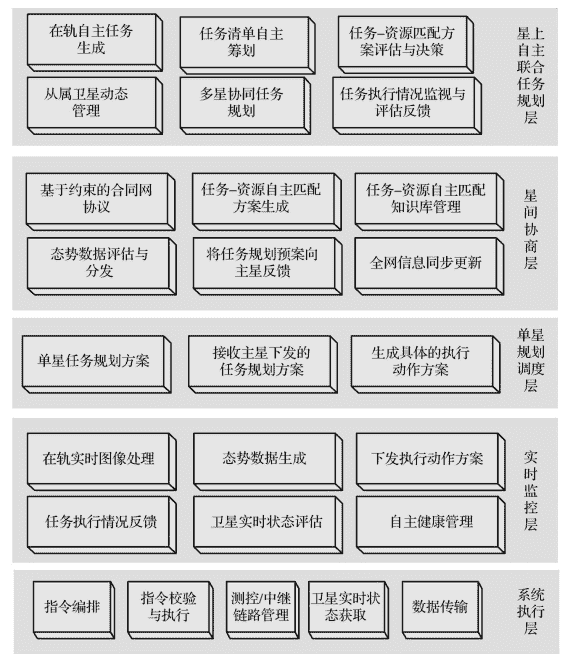 在轨自主任务
生成
任务清单自主
筹划
任务–资源匹配方
案评估与决策
从属卫星动态
管理
多星协同任务
规划
任务执行情况监视与
评估反馈
星上
自主
联合
任务
规划
层
基于约束的合同网
协议
任务–资源自主匹配
方案生成
任务–资源自主匹配
知识库管理
态势数据评估与
分发
将任务规划预案向
主星反馈
全网信息同步更新
星
间
协
商
层
单星任务规划方案
接收主星下发的
任务规划方案
生成具体的执行
动作方案
单星
规划
调度
层
在轨实时图像处理
态势数据生成
下发执行动作方案
任务执行情况反馈
卫星实时状态评估
自主健康管理
实
时
监
控
层
指令编排
指令校验
与执行
测控/中继
链路管理
卫星实时状
态获取
数据传输
系统
执行
层